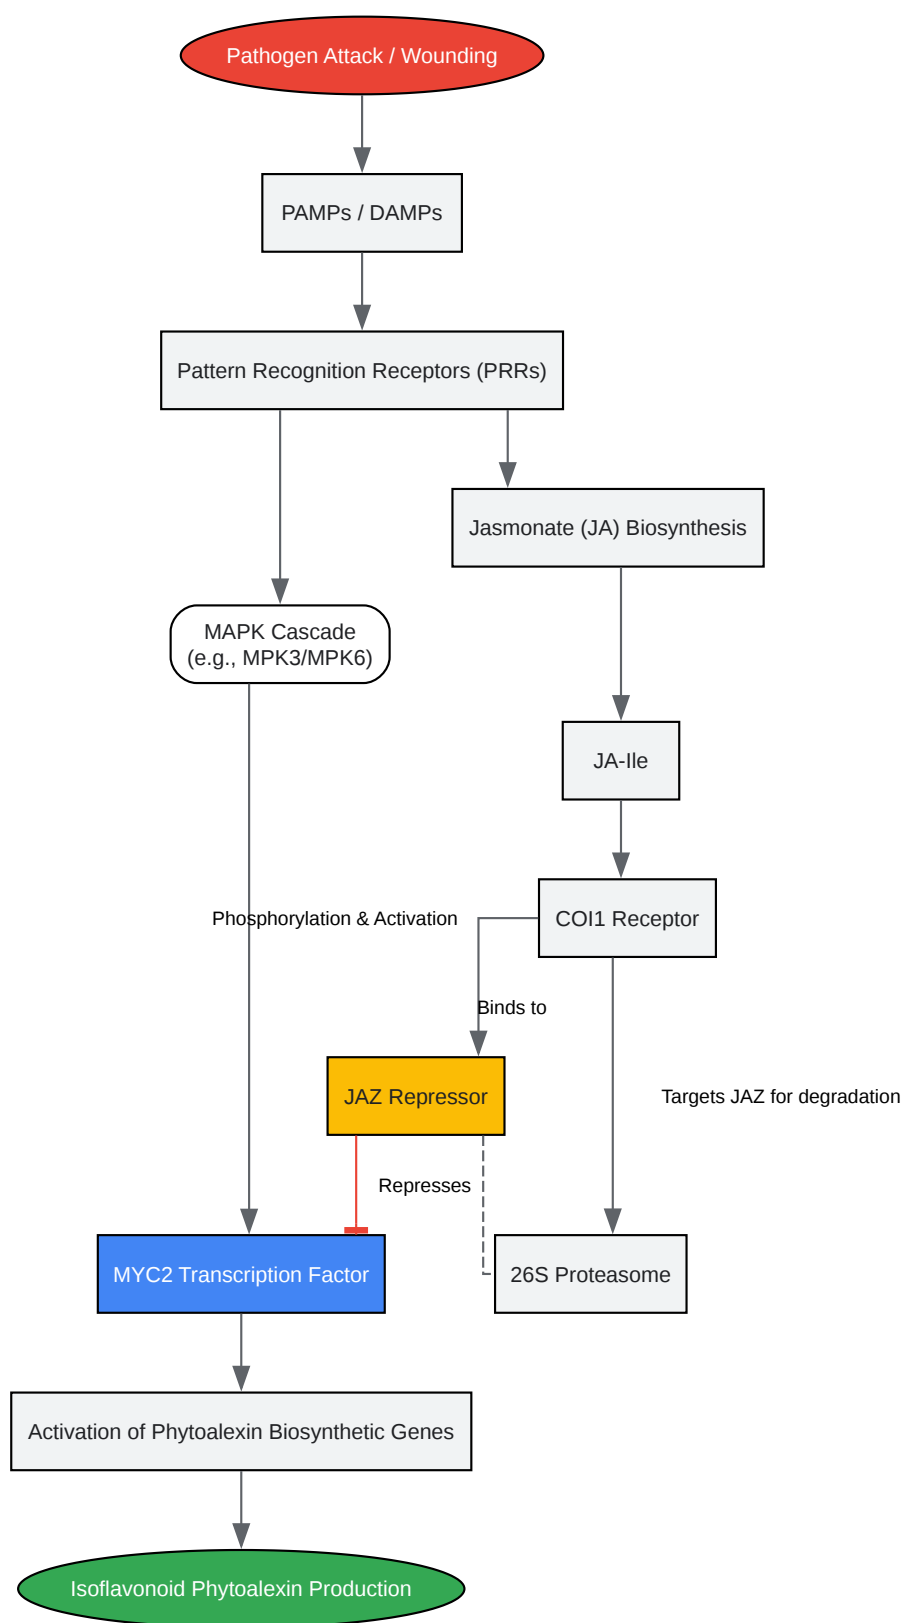 Pathogen Attack / Wounding
PAMPs / DAMPs
Pattern Recognition Receptors (PRRs)
Jasmonate (JA) Biosynthesis
MAPK Cascade
(e.g., MPK3/MPK6)
JA-Ile
Phosphorylation & Activation
COI1 Receptor
Binds to
JAZ Repressor
Targets JAZ for degradation
Represses
MYC2 Transcription Factor
26S Proteasome
Activation of Phytoalexin Biosynthetic Genes
Isoflavonoid Phytoalexin Production